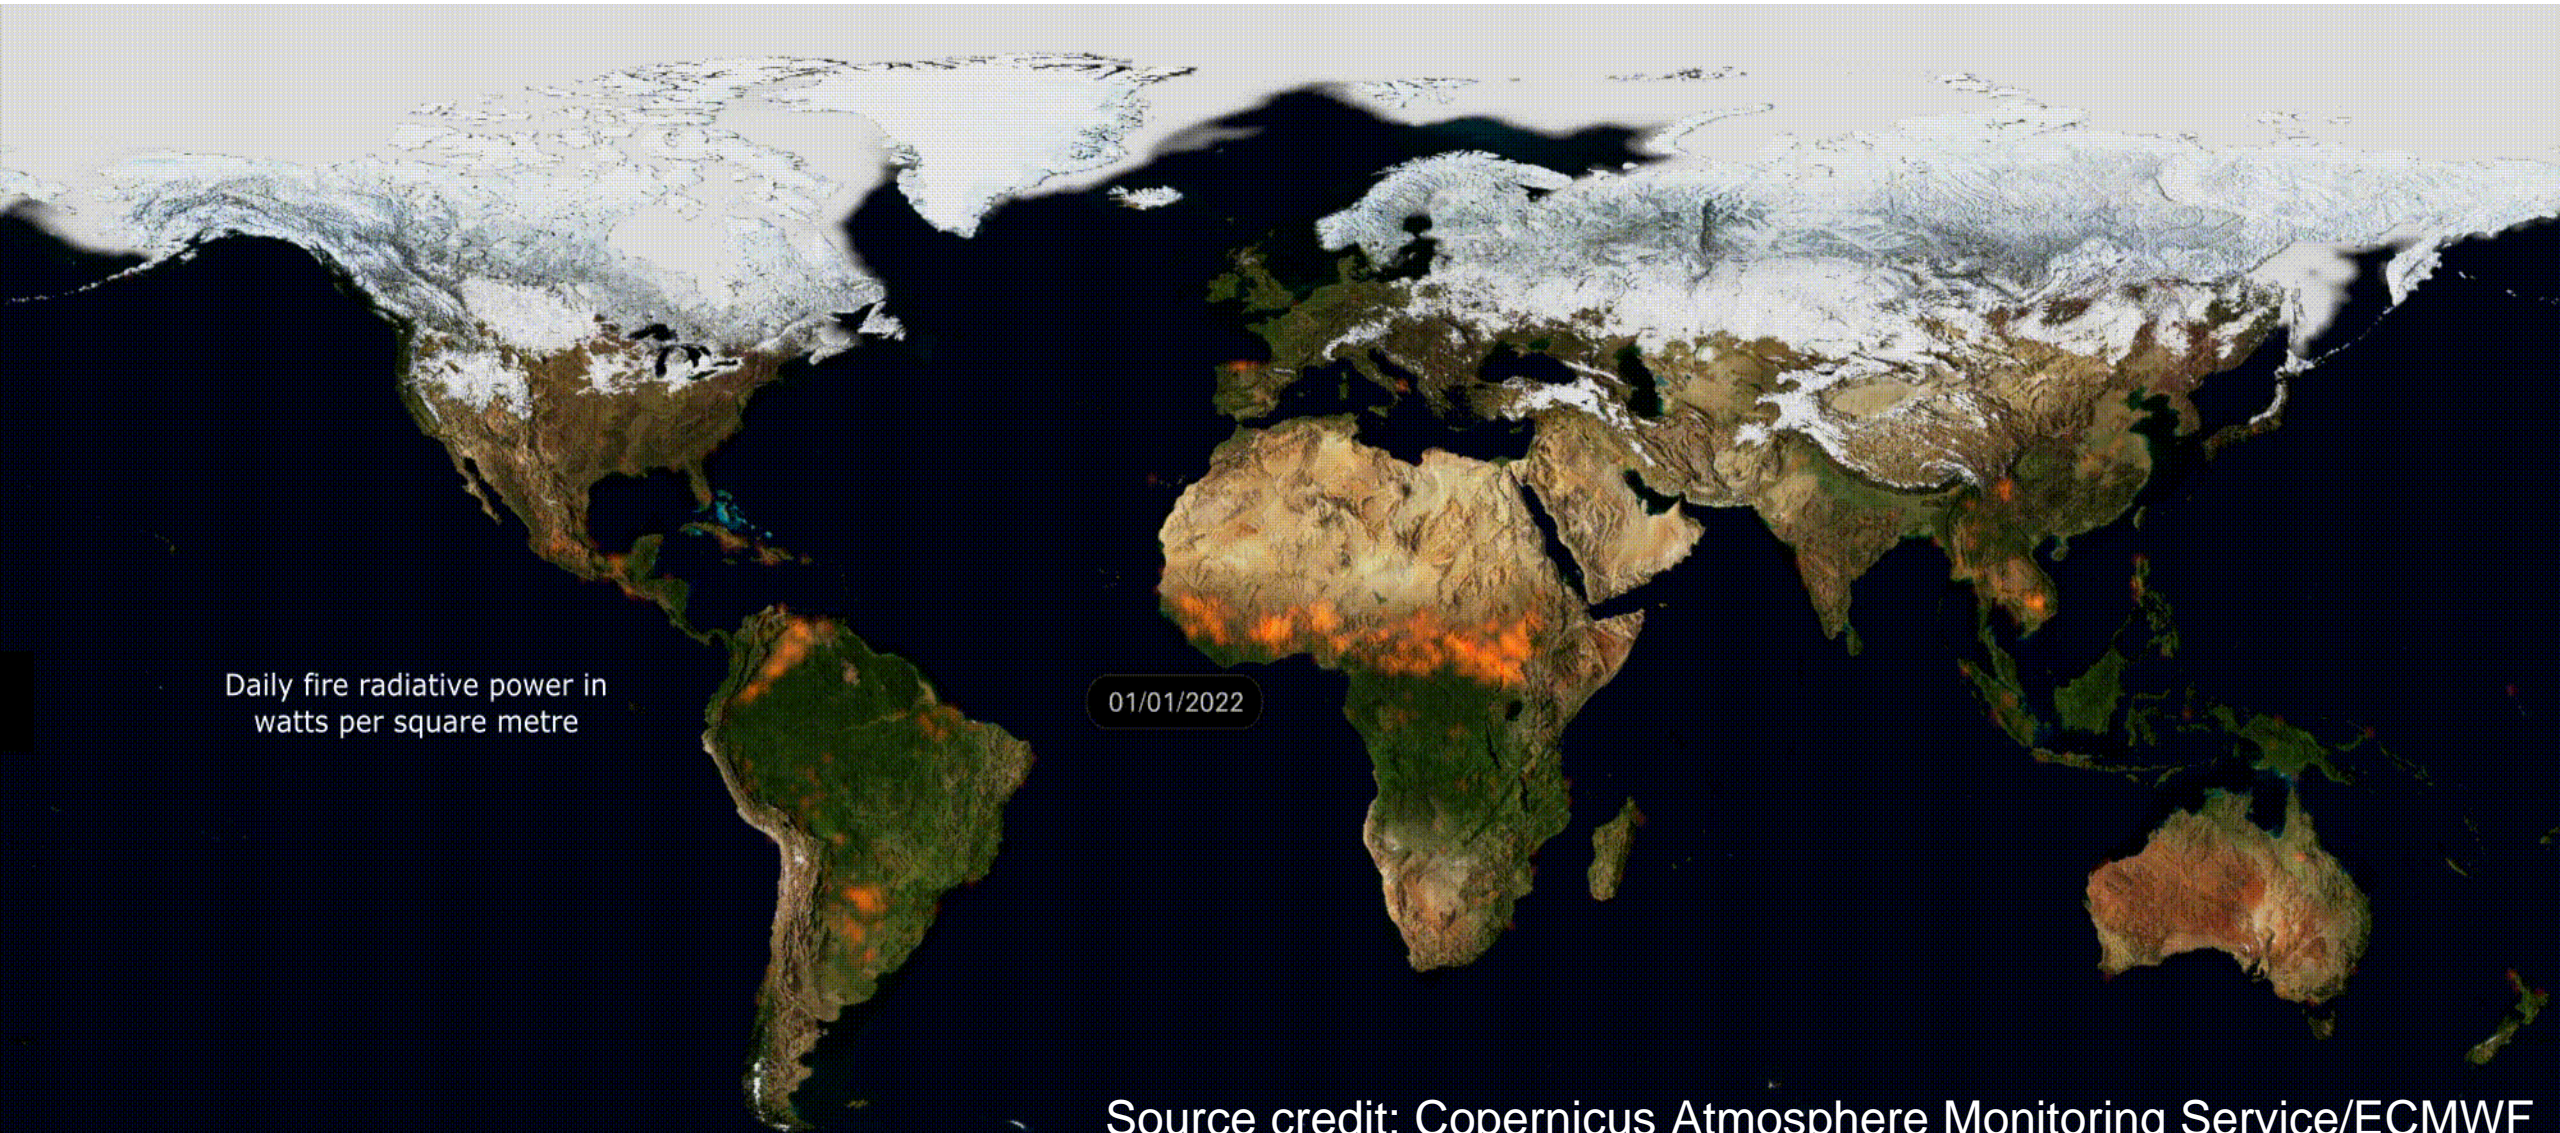 Daily fire radiative power in
watts per square metre
01/01/2022
Source credit: Copernicus Atmosphere Monitoring Service/ECMWF